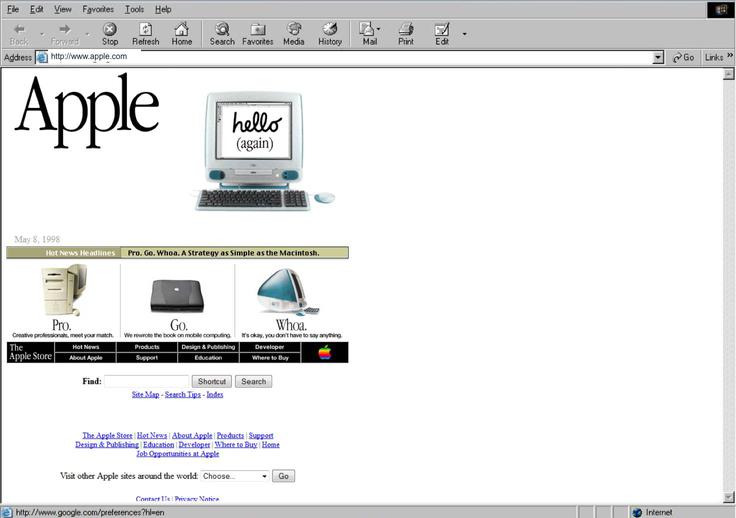 File Edit View Favorites Tools Help
Back Forward Stop Refresh Home Search Favorites Media History Mail Print Edit
Address http://www.apple.com Go Links »
Apple
hello
(again)
May 8, 1998
Hot News Headlines Pro. Go. Whoa. A Strategy as Simple as the Macintosh.
Pro. Go. Whoa.
Creative professionals, meet your match. We rewrote the book on mobile computing. It's okay, you don't have to say anything.
The Apple Store Hot News Products Design & Publishing Developer
About Apple Support Education Where to Buy
Find: Shortcut Search
Site Map - Search Tips - Index
The Apple Store | Hot News | About Apple | Products | Support
Design & Publishing | Education | Developer | Where to Buy | Home
Job Opportunities at Apple
Visit other Apple sites around the world: Choose... Go
Contact Us | Privacy Notice
http://www.google.com/preferences?hl=en Internet